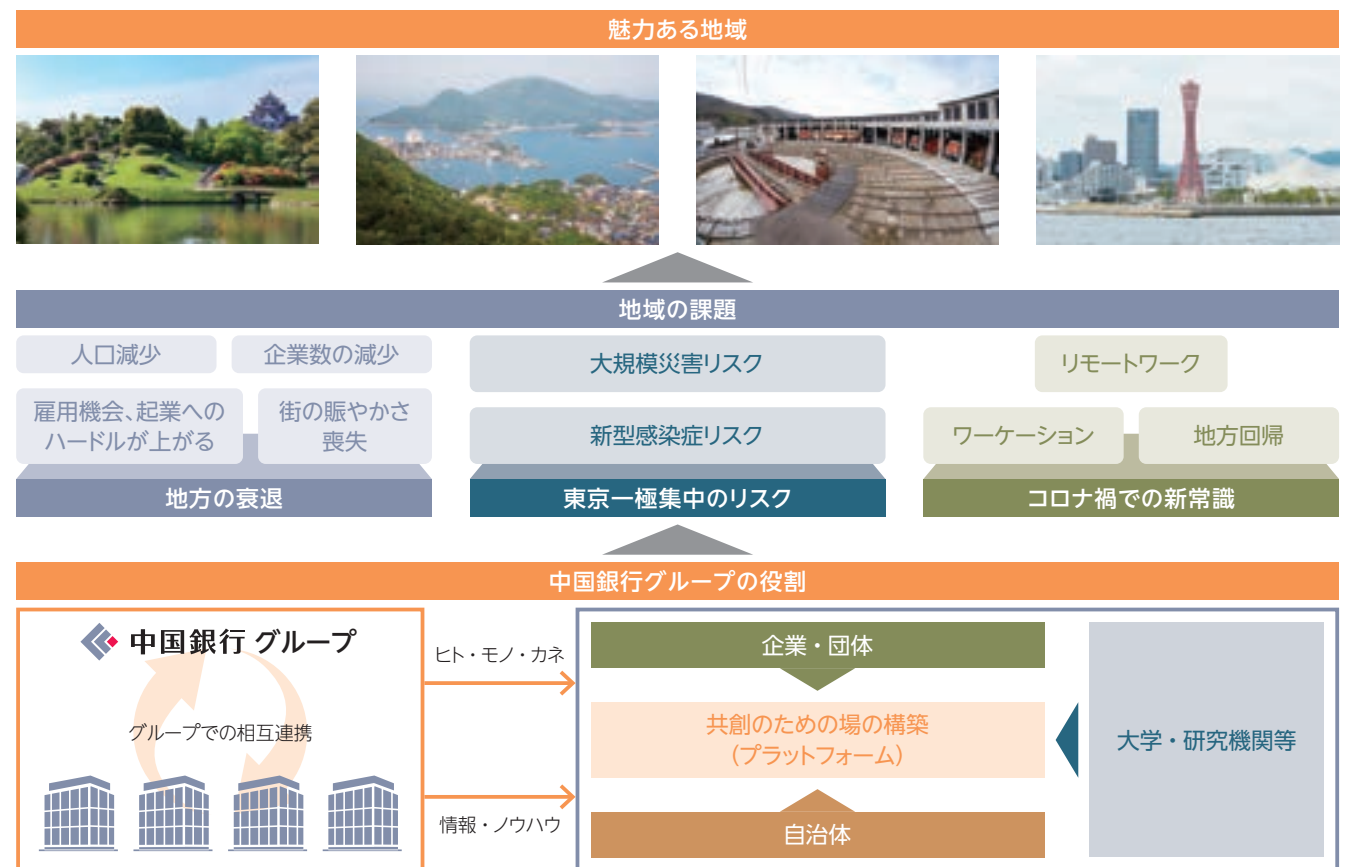 魅力ある地域
地域の課題
人口減少
企業数の減少
雇用機会、起業への
ハードルが上がる
街の賑やかさ
喪失
地方の衰退
大規模災害リスク
新型感染症リスク
東京一極集中のリスク
リモートワーク
ワーケーション
地方回帰
コロナ禍での新常識
中国銀行グループの役割
中国銀行 グループ
グループでの相互連携
ヒト・モノ・カネ
情報・ノウハウ
企業・団体
共創のための場の構築
(プラットフォーム)
自治体
大学・研究機関等